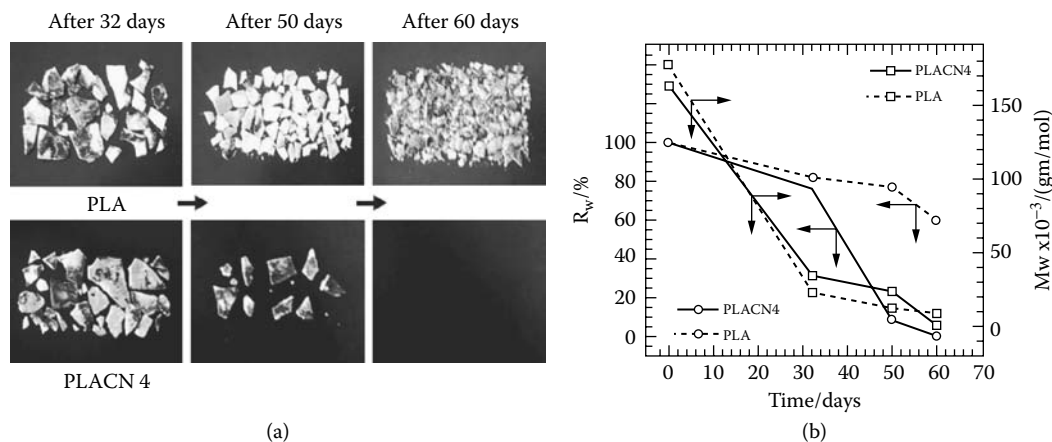 (a)
After 32 days After 50 days After 60 days
PLA
PLACN 4
(a)
(b)
PLACN4
PLA
PLACN4
PLA
100
80
60
40
20
0
R_w/%
150
100
50
0
Mw x10⁻³/(gm/mol)
0 10 20 30 40 50 60 70
Time/days
(b)